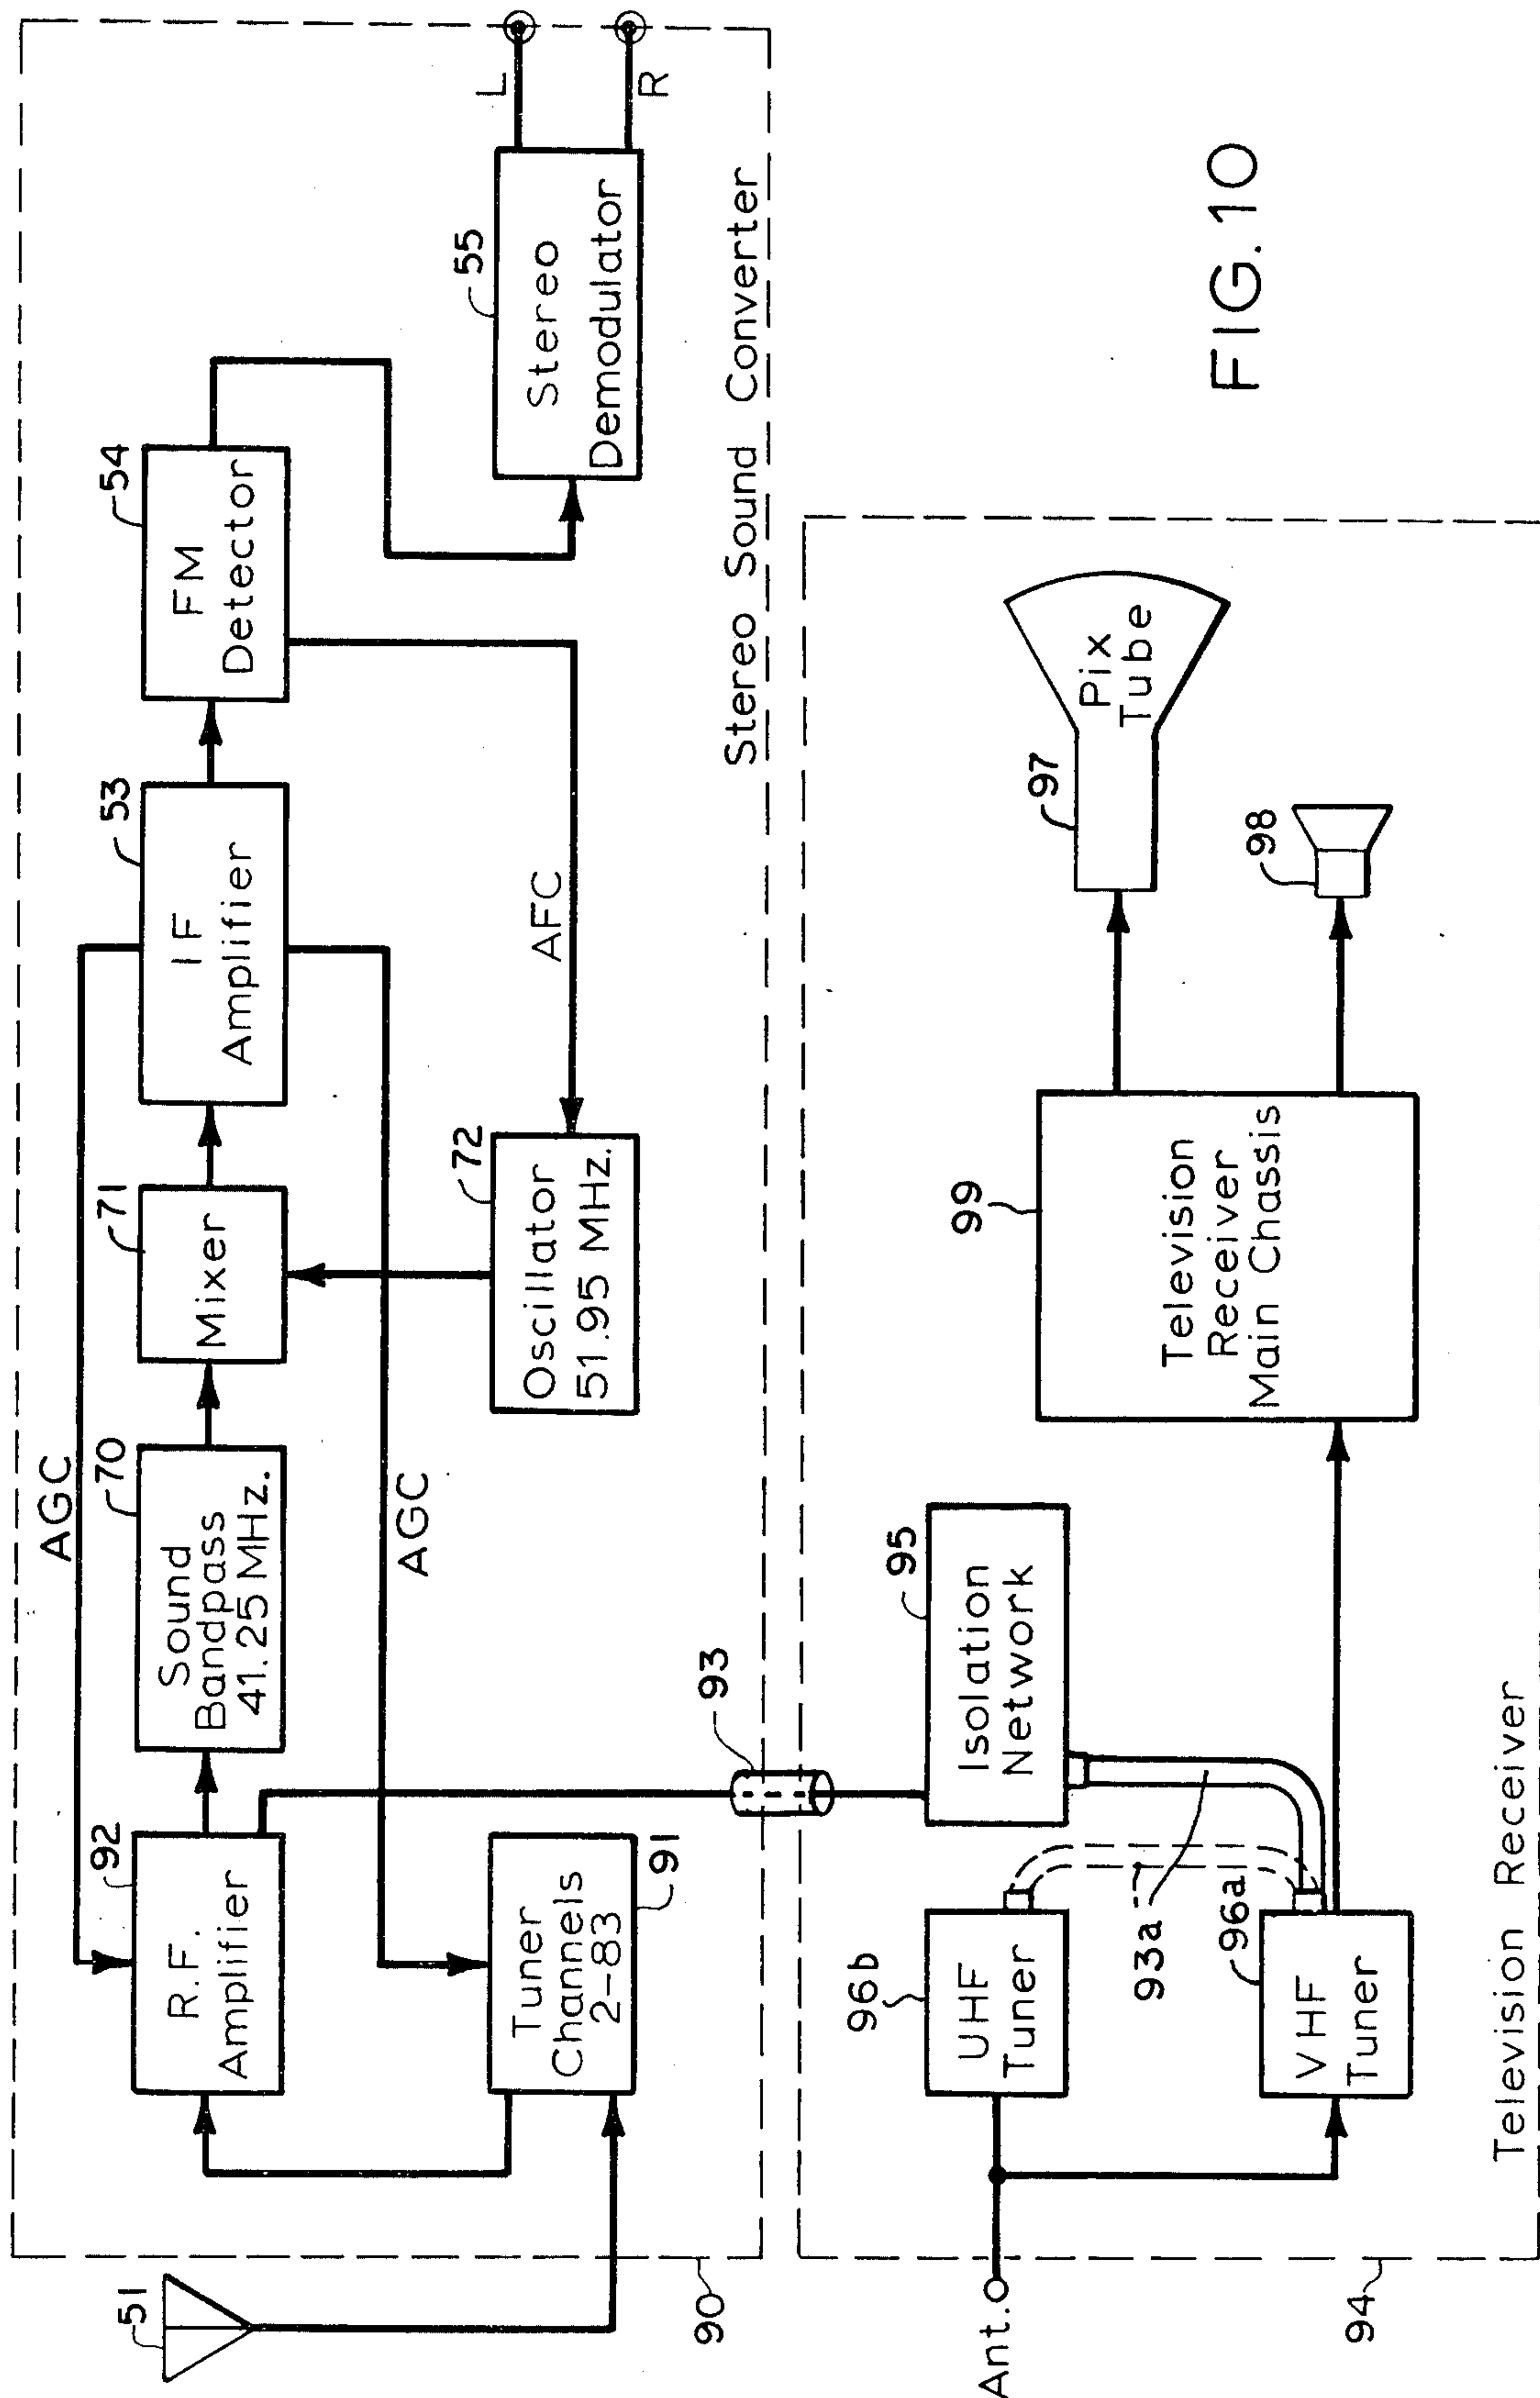 51
AGC
92
R.F.
Amplifier
70
Sound
Bandpass
41.25 MHz.
71
Mixer
53
IF
Amplifier
54
FM
Detector
AGC
AFC
91
Tuner
Channels
2-83
72
Oscillator
51.95 MHz.
55
Stereo
Demodulator
L
R
90
93
Stereo Sound Converter
Ant.
96b
UHF
Tuner
95
Isolation
Network
93a
96a
VHF
Tuner
99
Television
Receiver
Main Chassis
97
Pix
Tube
98
94
Television Receiver
FIG. 10